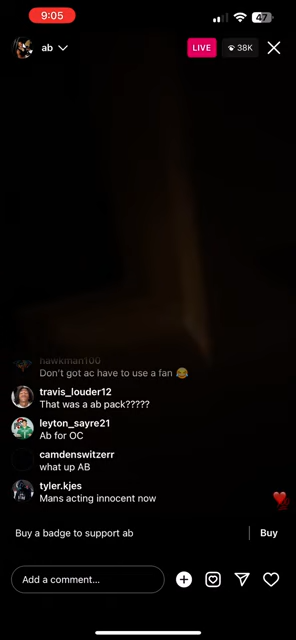 9:05
47
ab
LIVE
38K
hawkman100
Don't got ac have to use a fan 😂
travis_louder12
That was a ab pack?????
leyton_sayre21
Ab for OC
camdenswitzerr
what up AB
tyler.kjes
Mans acting innocent now
Buy a badge to support ab
Buy
Add a comment...